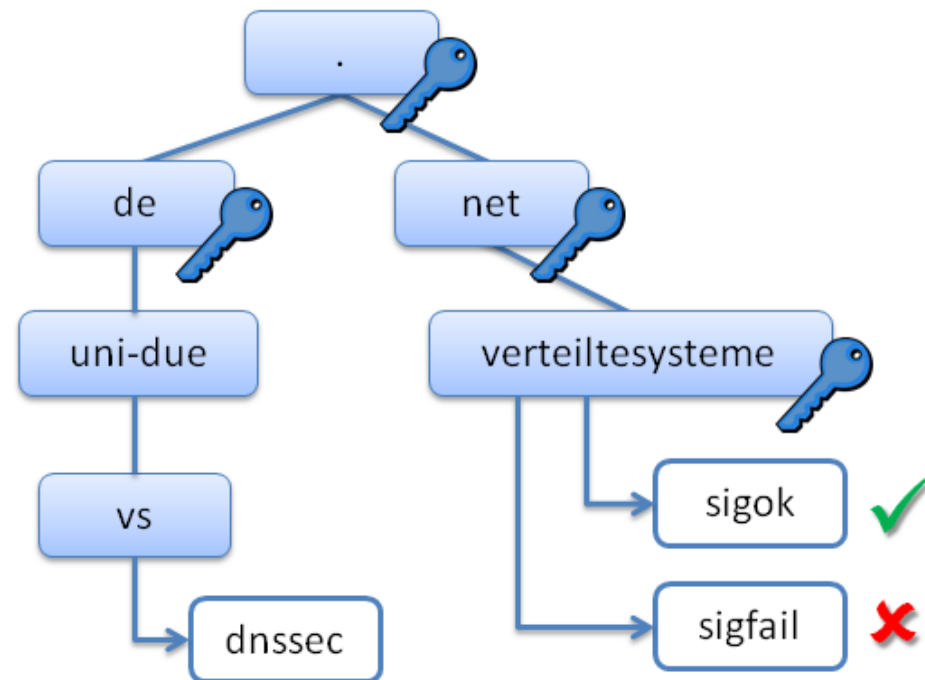 .
de
net
uni-due
verteiltesysteme
vs
sigok
dnssec
sigfail